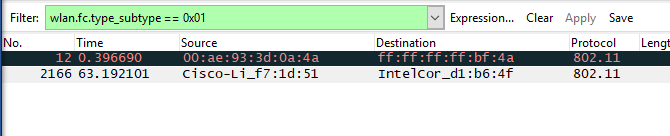 Filter: wlan.fc.type_subtype == 0x01 Expression... Clear Apply Save
No. Time Source Destination Protocol Lengt
12 0.396690 00:ae:93:3d:0a:4a ff:ff:ff:ff:bf:4a 802.11
2166 63.192101 Cisco-Li_f7:1d:51 IntelCor_d1:b6:4f 802.11